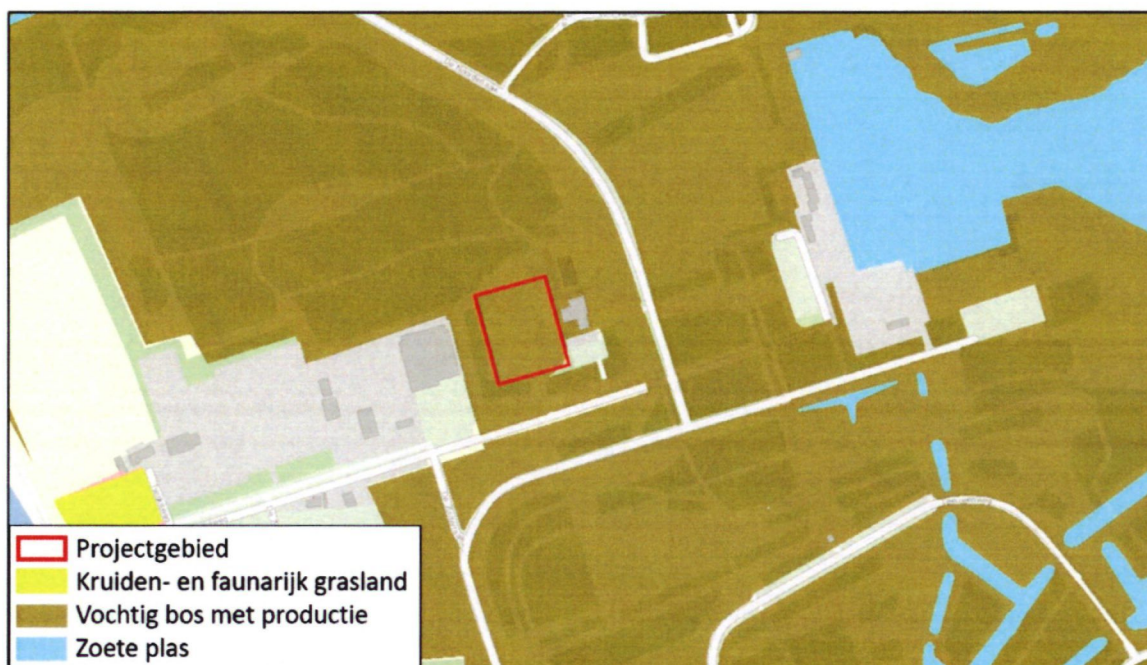 Projectgebied
Kruiden- en faunarijk grasland
Vochtig bos met productie
Zoete plas